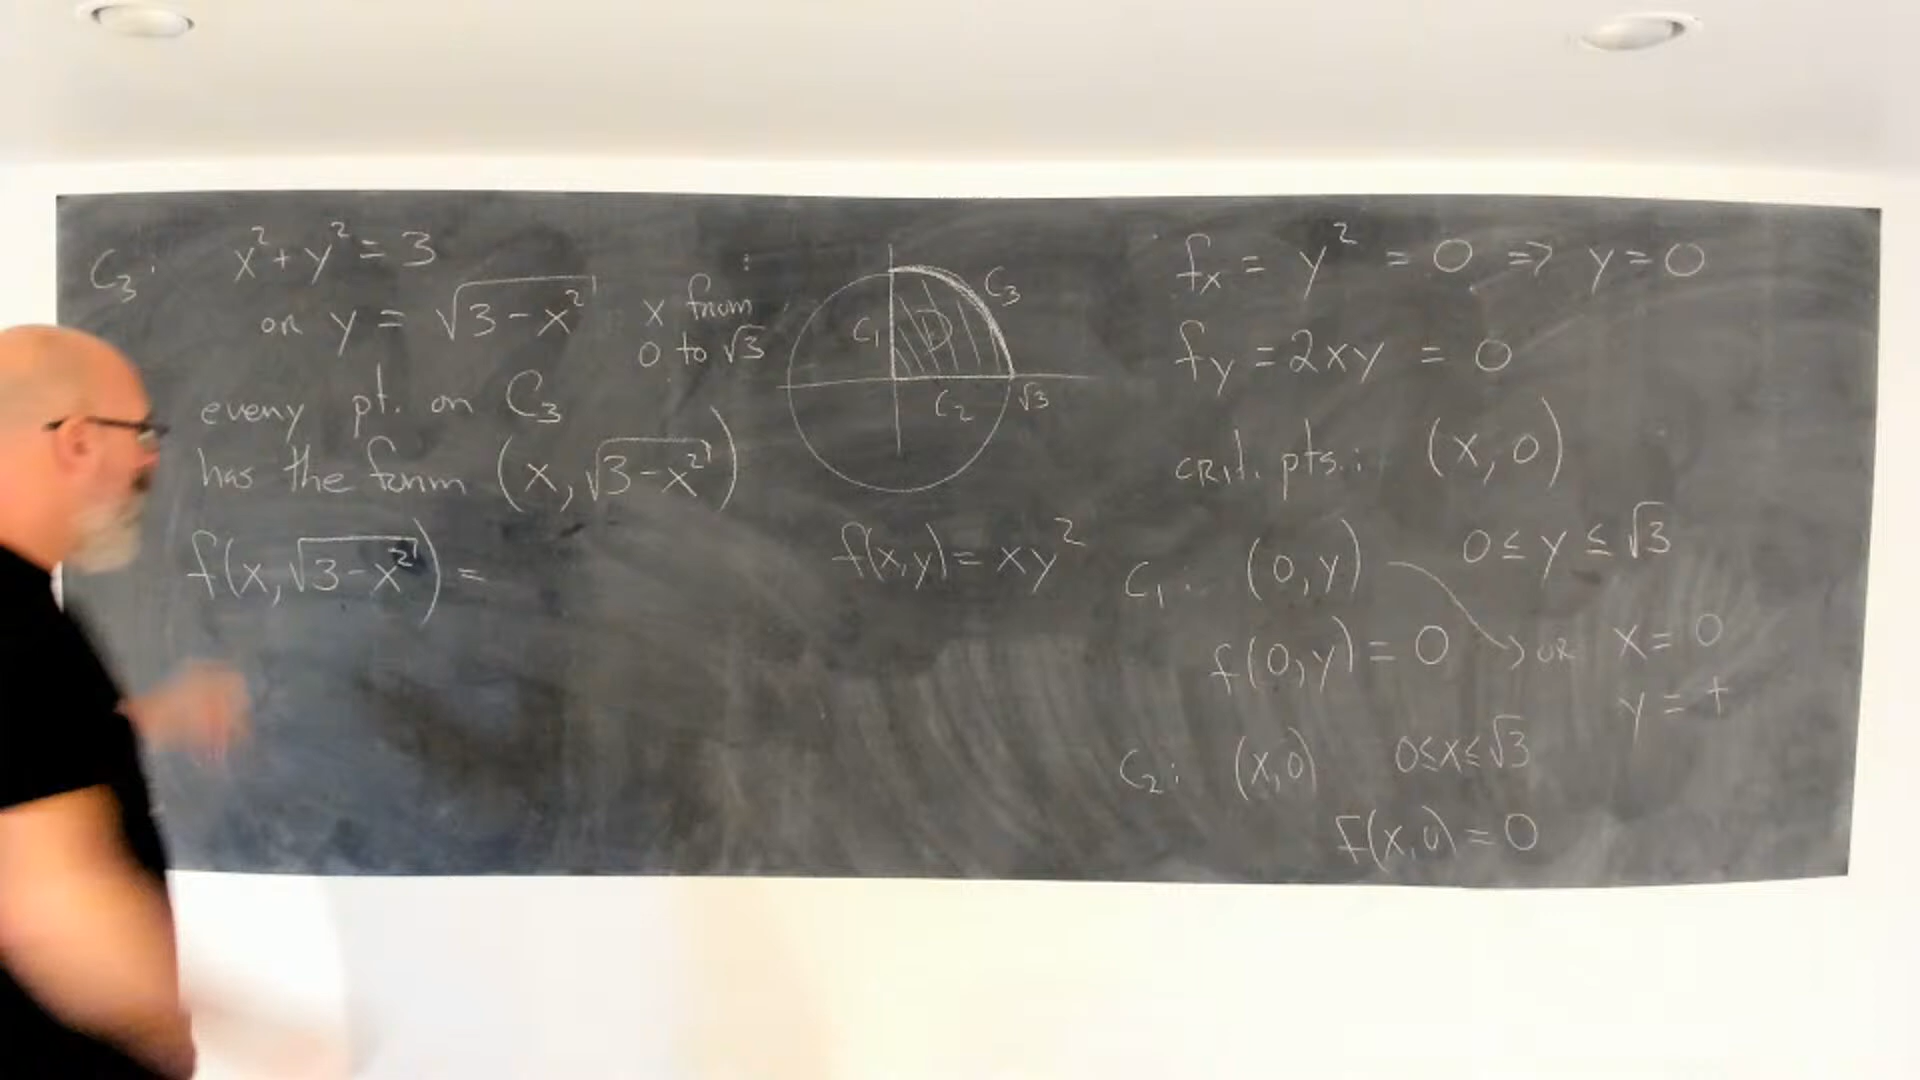 C₃: x² + y² = 3
or y = √(3 - x²) x from 0 to √3
every pt. on C₃
has the form (x, √(3 - x²))
f(x, √(3 - x²)) =
C₁
D
C₃
C₂
√3
f(x,y) = xy²
fx = y² = 0 ⇒ y = 0
fy = 2xy = 0
crit. pts.: (x, 0)
C₁: (0, y) 0 ≤ y ≤ √3
f(0, y) = 0 or x = 0
y = t
C₂: (x, 0) 0 ≤ x ≤ √3
f(x, 0) = 0